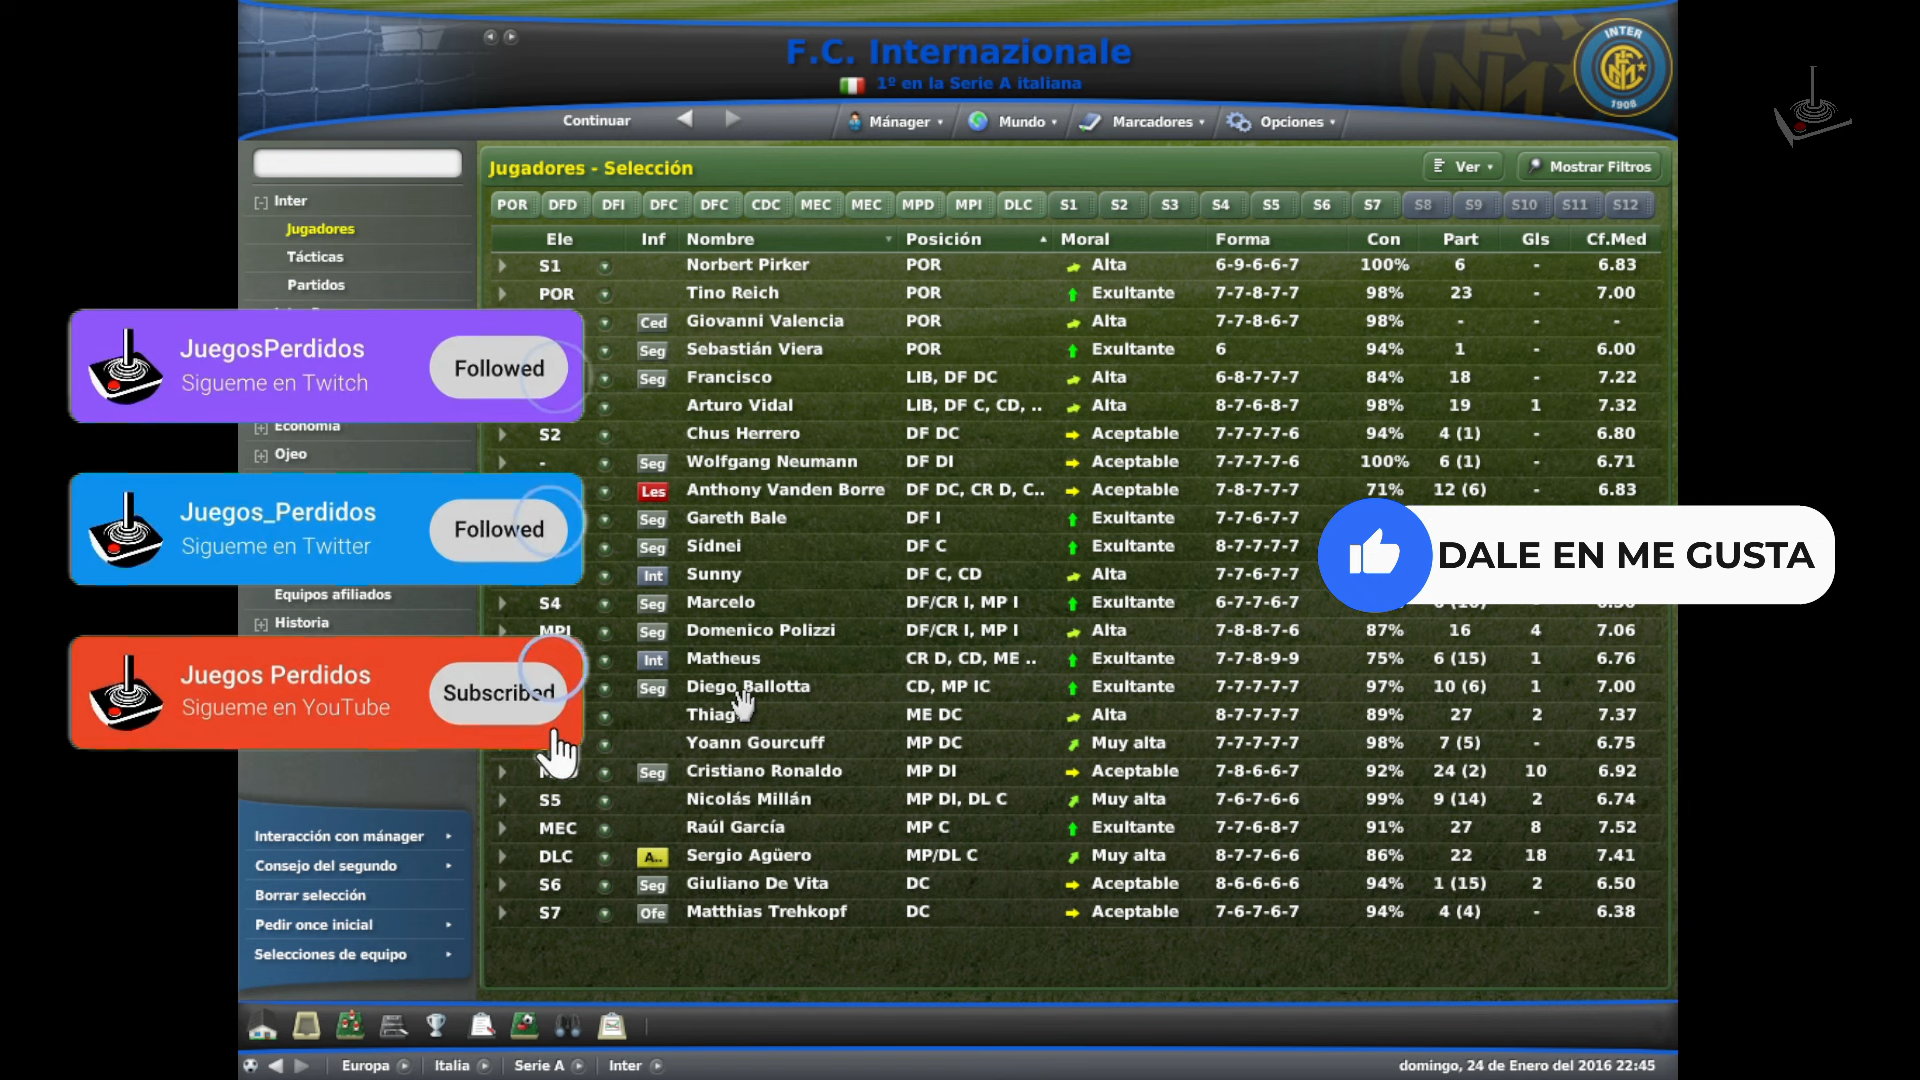 F.C. Internazionale
1º en la Serie A italiana
INTER
1908
Continuar
Mánager
Mundo
Marcadores
Opciones
Jugadores - Selección
Ver
Mostrar Filtros
[-] Inter
Jugadores
Tácticas
Partidos
POR DFD DFI DFC DFC CDC MEC MEC MPD MPI DLC S1 S2 S3 S4 S5 S6 S7 S8 S9 S10 S11 S12
Ele Inf Nombre Posición Moral Forma Con Part Gls Cf.Med
S1 Norbert Pirker POR Alta 6-9-6-6-7 100% 6 - 6.83
POR Tino Reich POR Exultante 7-7-8-7-7 98% 23 - 7.00
Ced Giovanni Valencia POR Alta 7-7-8-6-7 98% - - -
Seg Sebastián Viera POR Exultante 6 94% 1 - 6.00
Seg Francisco LIB, DF DC Alta 6-8-7-7-7 84% 18 - 7.22
Arturo Vidal LIB, DF C, CD, .. Alta 8-7-6-8-7 98% 19 1 7.32
S2 Chus Herrero DF DC Aceptable 7-7-7-7-6 94% 4 (1) - 6.80
- Seg Wolfgang Neumann DF DI Aceptable 7-7-7-7-6 100% 6 (1) - 6.71
Les Anthony Vanden Borre DF DC, CR D, C.. Aceptable 7-8-7-7-7 71% 12 (6) - 6.83
Seg Gareth Bale DF I Exultante 7-7-6-7-7
Seg Sídnei DF C Exultante 8-7-7-7-7
Int Sunny DF C, CD Alta 7-7-6-7-7
S4 Seg Marcelo DF/CR I, MP I Exultante 6-7-7-6-7
MPI Seg Domenico Polizzi DF/CR I, MP I Alta 7-8-8-7-6 87% 16 4 7.06
Int Matheus CR D, CD, ME .. Exultante 7-7-8-9-9 75% 6 (15) 1 6.76
Seg Diego Ballotta CD, MP IC Exultante 7-7-7-7-7 97% 10 (6) 1 7.00
Thiag ME DC Alta 8-7-7-7-7 89% 27 2 7.37
Yoann Gourcuff MP DC Muy alta 7-7-7-7-7 98% 7 (5) - 6.75
Seg Cristiano Ronaldo MP DI Aceptable 7-8-6-6-7 92% 24 (2) 10 6.92
S5 Nicolás Millán MP DI, DL C Muy alta 7-6-7-6-6 99% 9 (14) 2 6.74
MEC Raúl García MP C Exultante 7-7-6-8-7 91% 27 8 7.52
DLC A.. Sergio Agüero MP/DL C Muy alta 8-7-7-6-6 86% 22 18 7.41
S6 Seg Giuliano De Vita DC Aceptable 8-6-6-6-6 94% 1 (15) 2 6.50
S7 Ofe Matthias Trehkopf DC Aceptable 7-6-7-6-7 94% 4 (4) - 6.38
JuegosPerdidos
Sigueme en Twitch
Followed
[+] Economía
[+] Ojeo
Juegos_Perdidos
Sigueme en Twitter
Followed
Equipos afiliados
[+] Historia
Juegos Perdidos
Sigueme en YouTube
Subscribed
DALE EN ME GUSTA
Interacción con mánager
Consejo del segundo
Borrar selección
Pedir once inicial
Selecciones de equipo
Europa
Italia
Serie A
Inter
domingo, 24 de Enero del 2016 22:45